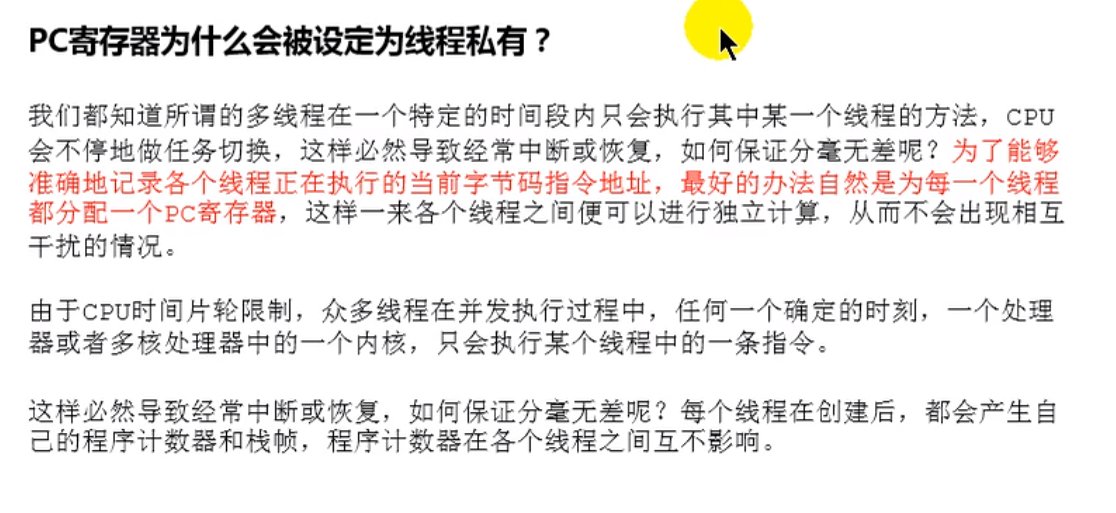 PC寄存器为什么会被设定为线程私有？
我们都知道所谓的多线程在一个特定的时间段内只会执行其中某一个线程的方法，CPU
会不停地做任务切换，这样必然导致经常中断或恢复，如何保证分毫无差呢？为了能够
准确地记录各个线程正在执行的当前字节码指令地址，最好的办法自然是为每一个线程
都分配一个PC寄存器，这样一来各个线程之间便可以进行独立计算，从而不会出现相互
干扰的情况。
由于CPU时间片轮限制，众多线程在并发执行过程中，任何一个确定的时刻，一个处理
器或者多核处理器中的一个内核，只会执行某个线程中的一条指令。
这样必然导致经常中断或恢复，如何保证分毫无差呢？每个线程在创建后，都会产生自
己的程序计数器和栈帧，程序计数器在各个线程之间互不影响。